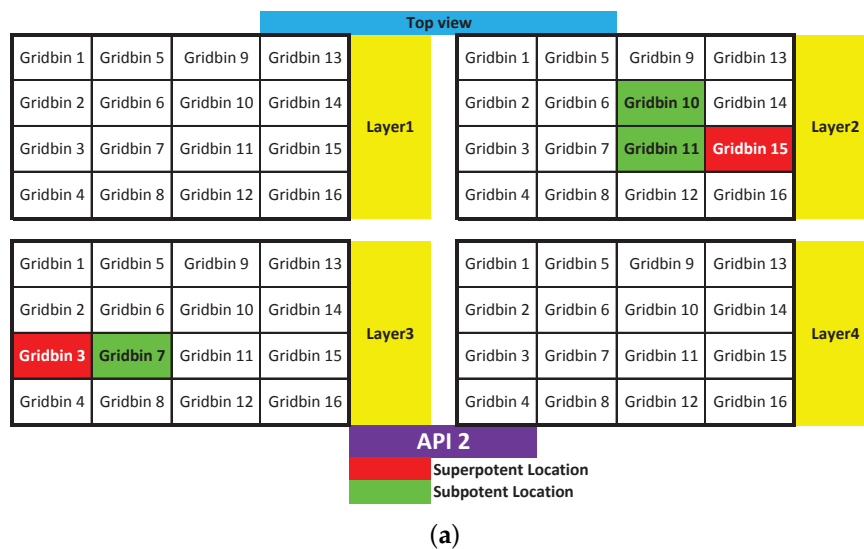 Top view
Gridbin 1 Gridbin 5 Gridbin 9 Gridbin 13
Gridbin 2 Gridbin 6 Gridbin 10 Gridbin 14
Gridbin 3 Gridbin 7 Gridbin 11 Gridbin 15
Gridbin 4 Gridbin 8 Gridbin 12 Gridbin 16
Layer1
Gridbin 1 Gridbin 5 Gridbin 9 Gridbin 13
Gridbin 2 Gridbin 6 Gridbin 10 Gridbin 14
Gridbin 3 Gridbin 7 Gridbin 11 Gridbin 15
Gridbin 4 Gridbin 8 Gridbin 12 Gridbin 16
Layer2
Gridbin 1 Gridbin 5 Gridbin 9 Gridbin 13
Gridbin 2 Gridbin 6 Gridbin 10 Gridbin 14
Gridbin 3 Gridbin 7 Gridbin 11 Gridbin 15
Gridbin 4 Gridbin 8 Gridbin 12 Gridbin 16
Layer3
Gridbin 1 Gridbin 5 Gridbin 9 Gridbin 13
Gridbin 2 Gridbin 6 Gridbin 10 Gridbin 14
Gridbin 3 Gridbin 7 Gridbin 11 Gridbin 15
Gridbin 4 Gridbin 8 Gridbin 12 Gridbin 16
Layer4
API 2
Superpotent Location
Subpotent Location
(a)